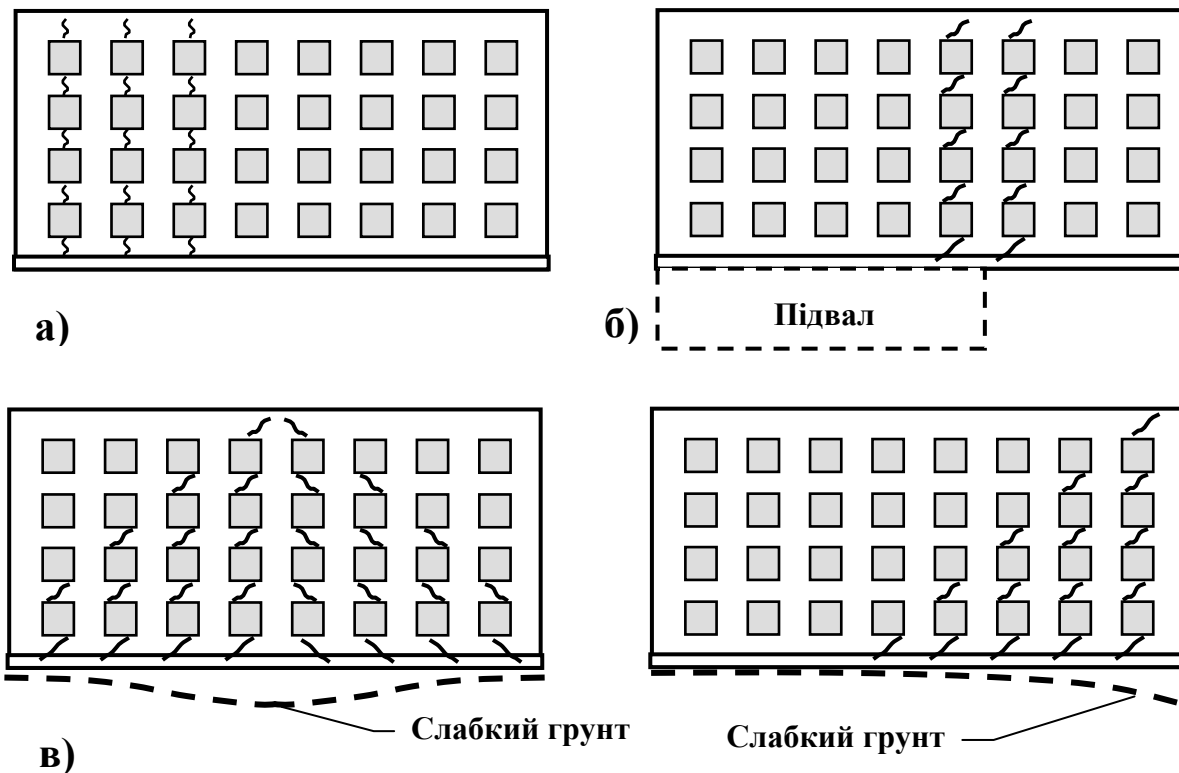 а)
б)
Підвал
Слабкий грунт
Слабкий грунт
в)